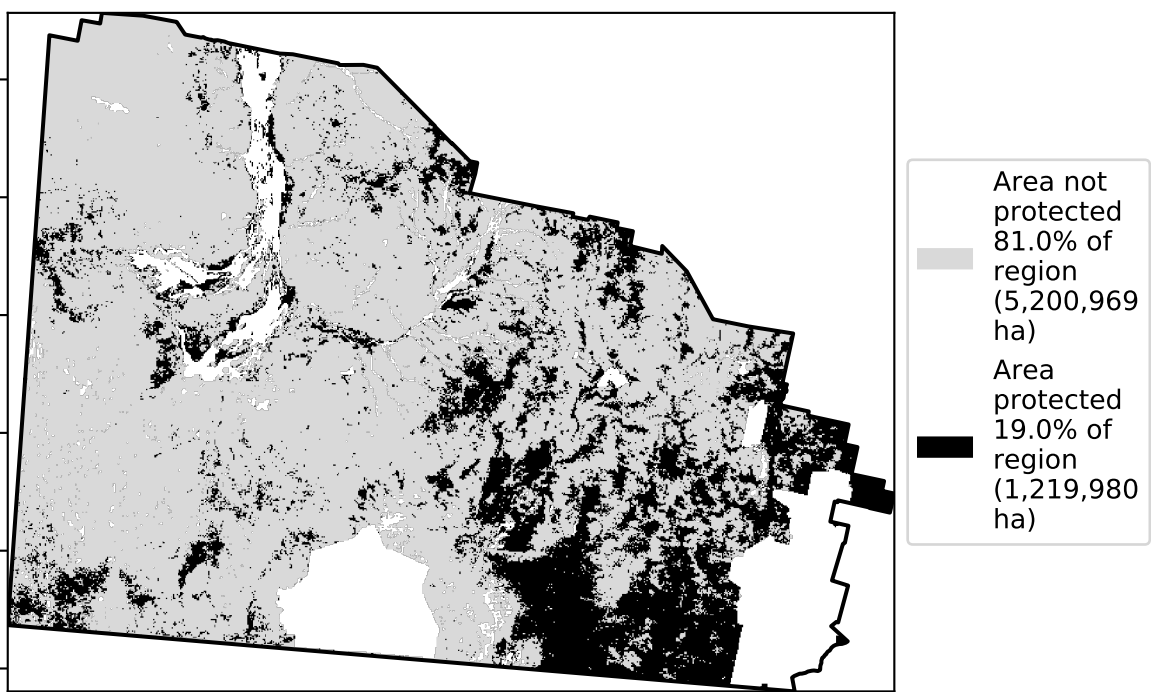 Area not
protected
81.0% of
region
(5,200,969
ha)
Area
protected
19.0% of
region
(1,219,980
ha)